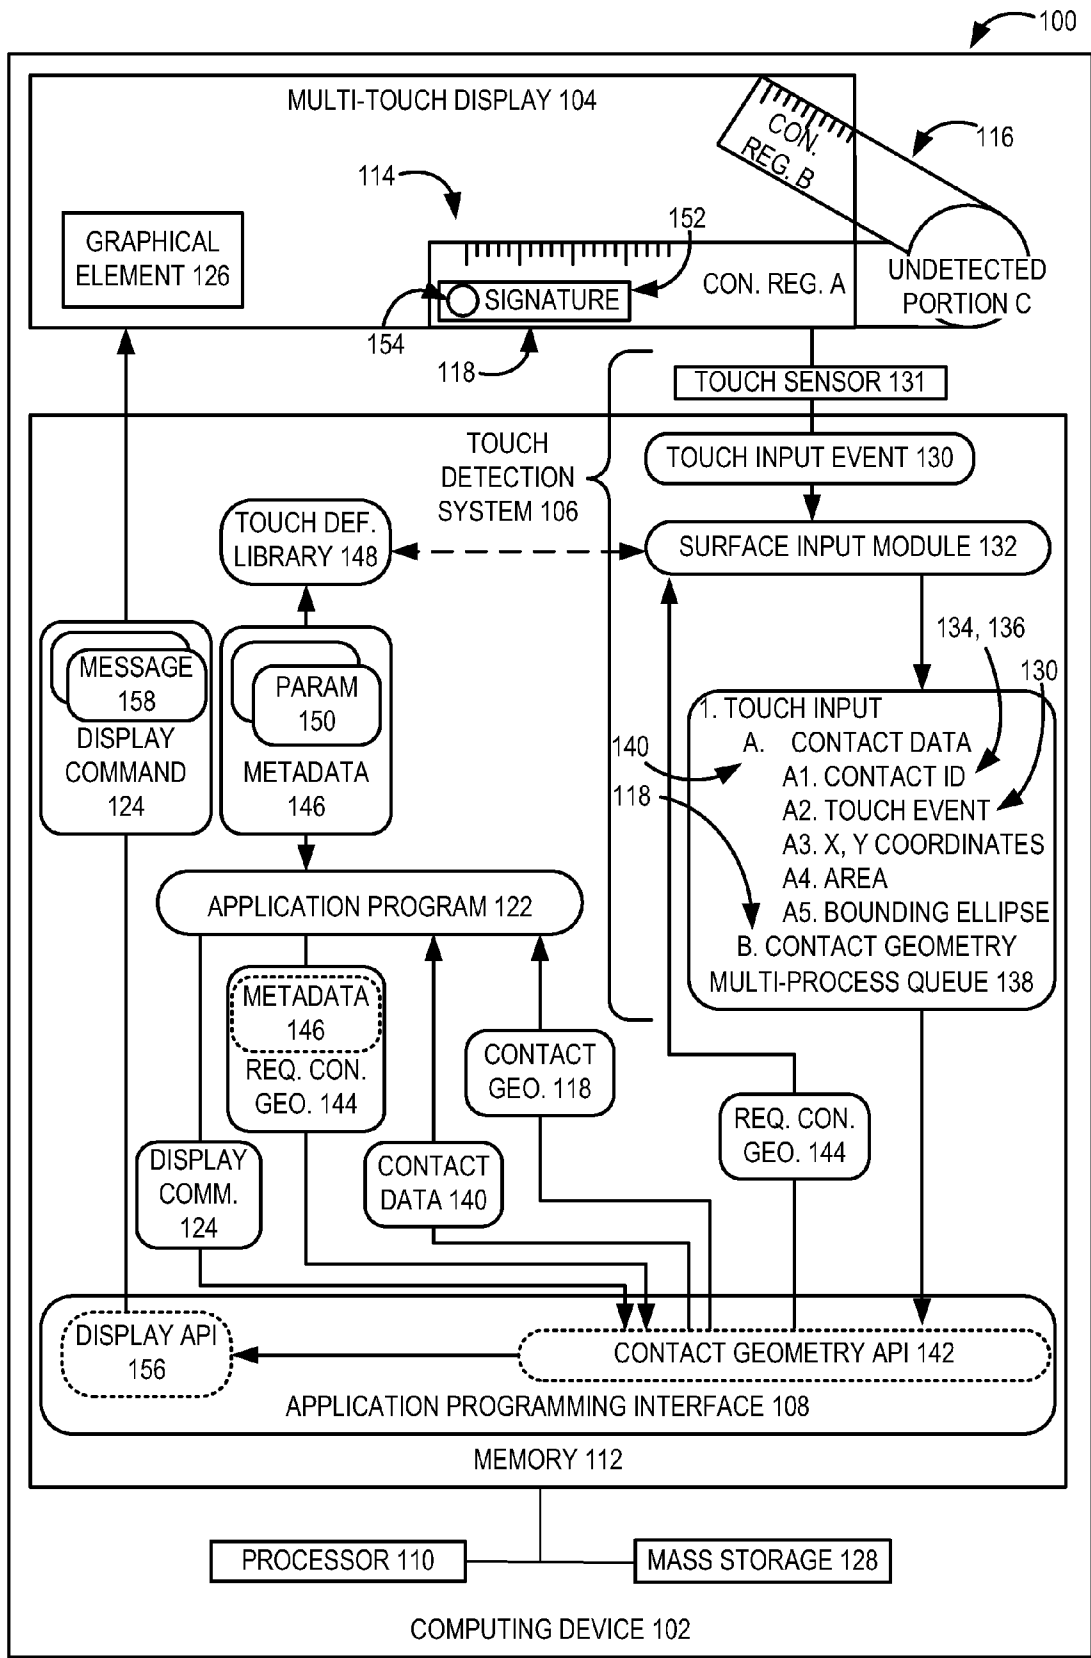 100
MULTI-TOUCH DISPLAY 104
CON.
REG. B
116
114
152
GRAPHICAL
ELEMENT 126
SIGNATURE
CON. REG. A
UNDETECTED
PORTION C
154
118
TOUCH SENSOR 131
TOUCH
DETECTION
SYSTEM 106
TOUCH INPUT EVENT 130
TOUCH DEF.
LIBRARY 148
SURFACE INPUT MODULE 132
134, 136
130
MESSAGE
158
DISPLAY
COMMAND
124
PARAM
150
METADATA
146
140
118
1. TOUCH INPUT
A. CONTACT DATA
A1. CONTACT ID
A2. TOUCH EVENT
A3. X, Y COORDINATES
A4. AREA
A5. BOUNDING ELLIPSE
B. CONTACT GEOMETRY
MULTI-PROCESS QUEUE 138
APPLICATION PROGRAM 122
METADATA
146
REQ. CON.
GEO. 144
CONTACT
GEO. 118
REQ. CON.
GEO. 144
DISPLAY
COMM.
124
CONTACT
DATA 140
DISPLAY API
156
CONTACT GEOMETRY API 142
APPLICATION PROGRAMMING INTERFACE 108
MEMORY 112
PROCESSOR 110
MASS STORAGE 128
COMPUTING DEVICE 102